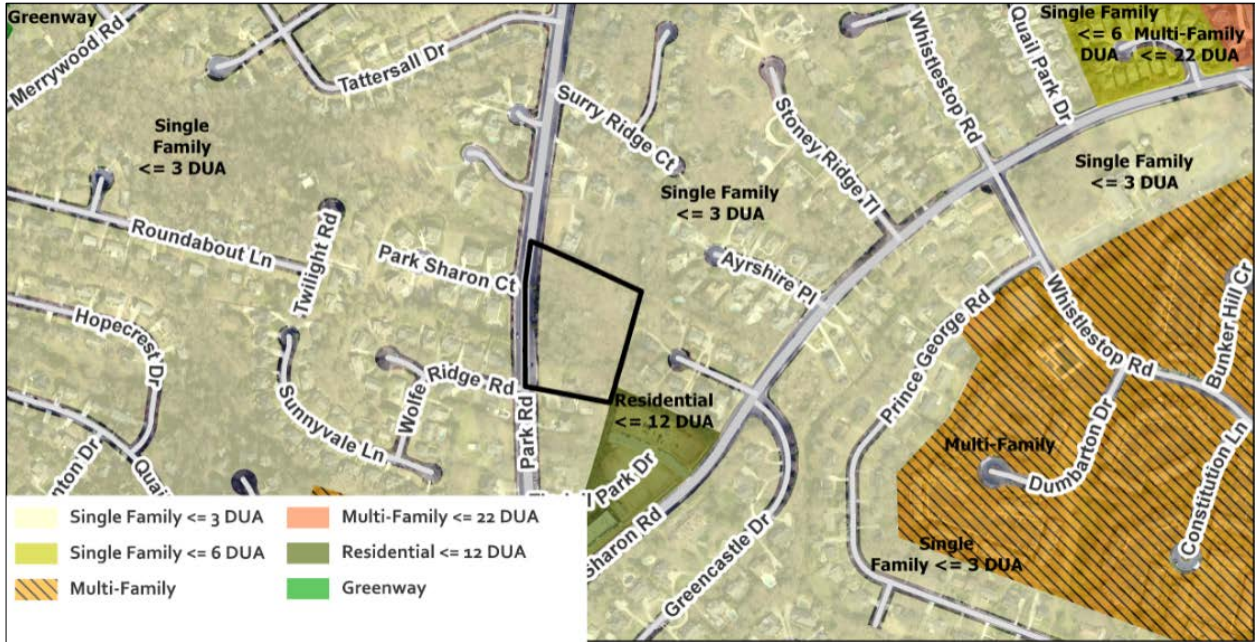 Greenway
Merrywood Rd
Tattersall Dr
Single
Family
<= 3 DUA
Surry Ridge Ct
Stoney Ridge Tl
Whistlestop Rd
Quail Park Dr
Single Family
<= 6
DUA
Multi-Family
<= 22 DUA
Single Family
<= 3 DUA
Single Family
<= 3 DUA
Roundabout Ln
Twilight Rd
Park Sharon Ct
Ayrshire Pl
Hopecrest Dr
Sunnyvale Ln
Wolfe Ridge Rd
Park Rd
Residential
<= 12 DUA
Prince George Rd
Whistlestop Rd
Bunker Hill Cr
Multi-Family
Dumbarton Dr
Constitution Ln
nton Dr
Quai
Park Dr
Sharon Rd
Greencastle Dr
Single
Family <= 3 DUA
Single Family <= 3 DUA
Multi-Family <= 22 DUA
Single Family <= 6 DUA
Residential <= 12 DUA
Multi-Family
Greenway